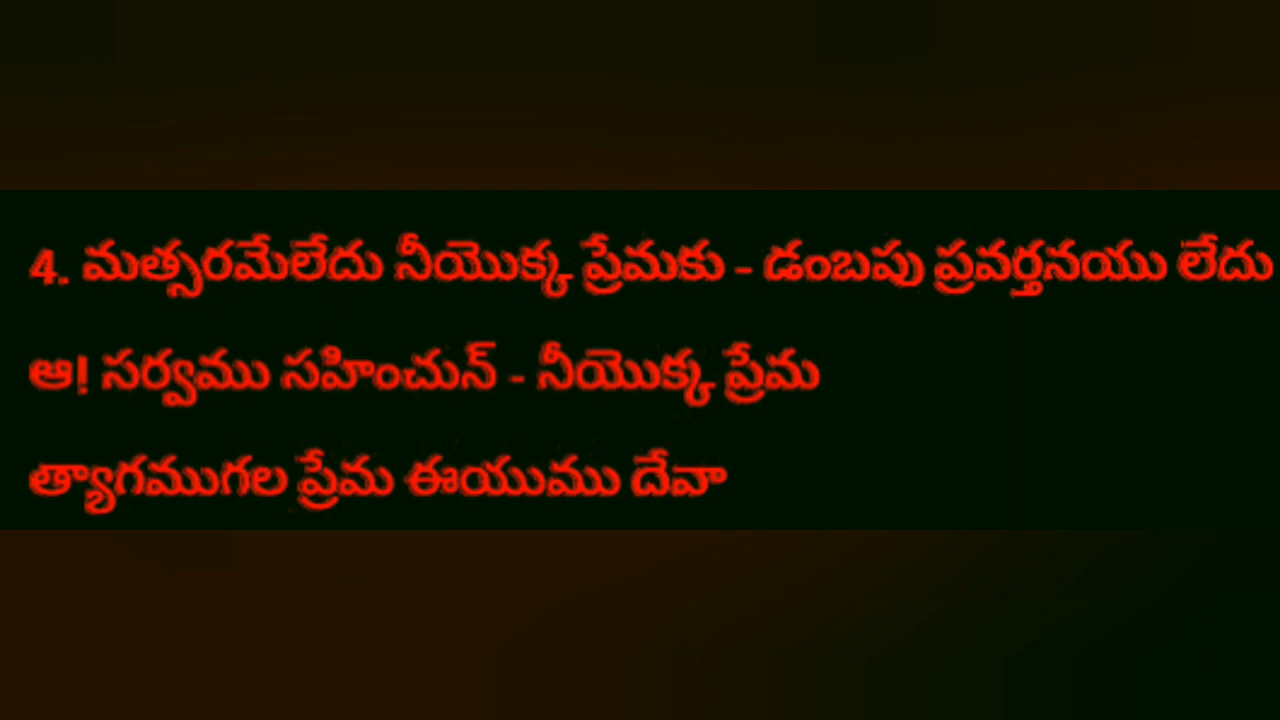 4. మత్సరమేలేదు నీయొక్క ప్రేమకు - డంబపు ప్రవర్తనయు లేదు
ఆ! సర్వము సహించున్ - నీయొక్క ప్రేమ
త్యాగముగల ప్రేమ ఈయుము దేవా